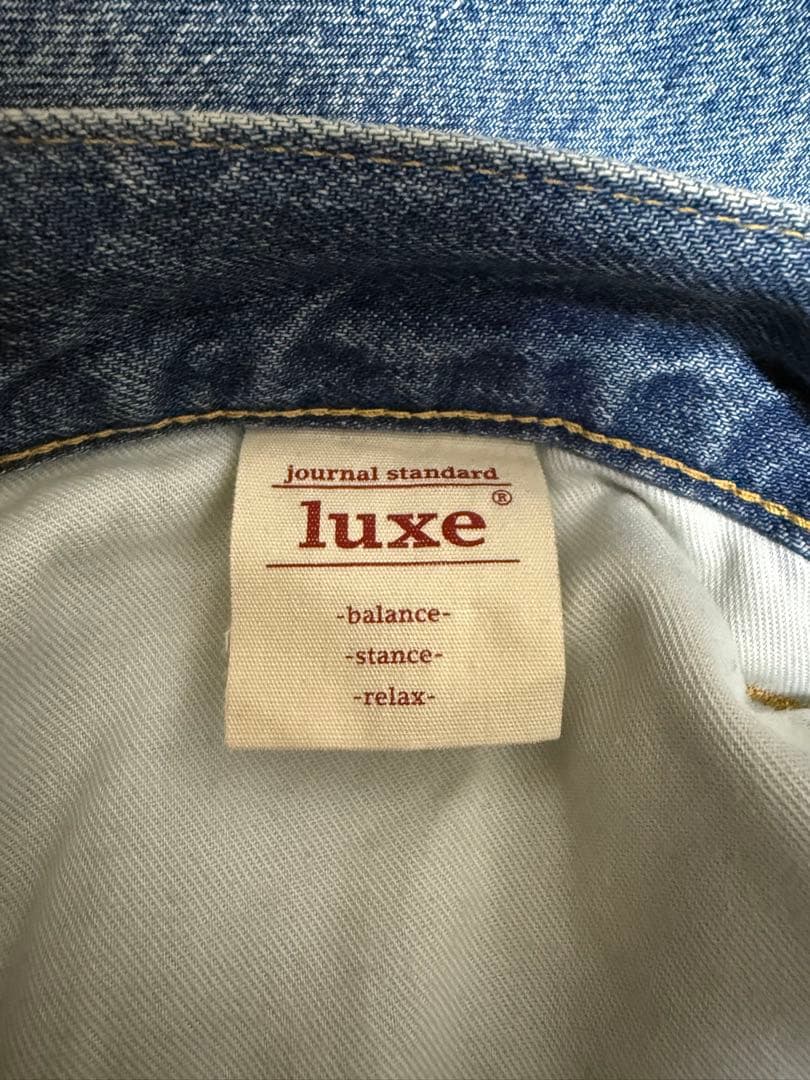 journal standard
luxe®
-balance-
-stance-
-relax-